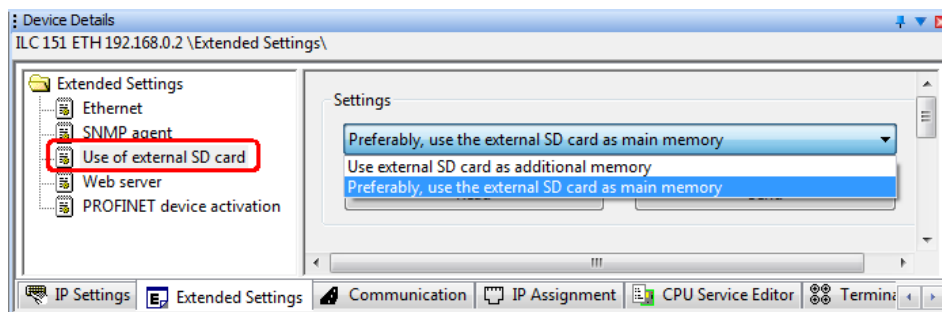 Device Details
ILC 151 ETH 192.168.0.2 \Extended Settings\
Extended Settings
Ethernet
SNMP agent
Use of external SD card
Web server
PROFINET device activation
Settings
Preferably, use the external SD card as main memory
Use external SD card as additional memory
Preferably, use the external SD card as main memory
IP Settings
Extended Settings
Communication
IP Assignment
CPU Service Editor